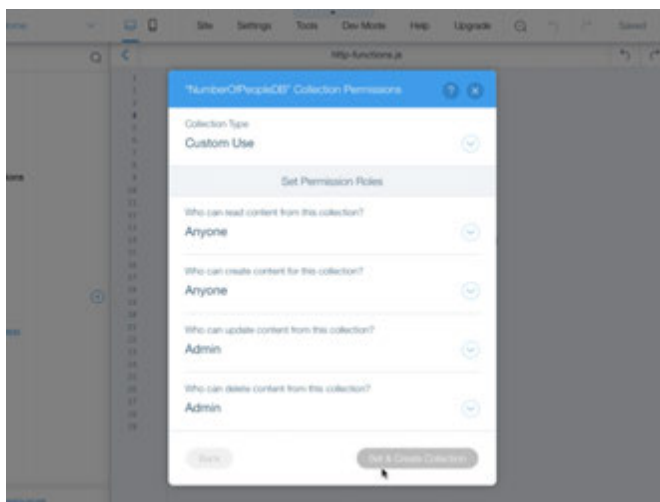 Site Settings Tools Dev Mode Help Upgrade Saved
http-functions.js
"NumberOfPeopleDB" Collection Permissions ?
Collection Type
Custom Use
Set Permission Roles
Who can read content from this collection?
Anyone
Who can create content for this collection?
Anyone
Who can update content from this collection?
Admin
Who can delete content from this collection?
Admin
Back Set & Create Collection